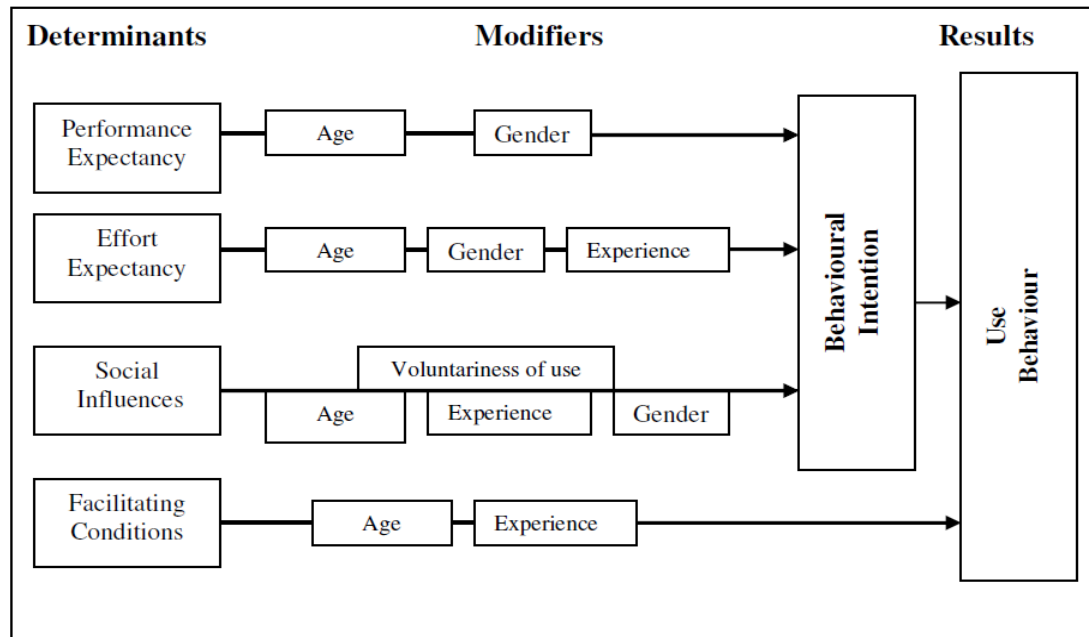 Determinants
Modifiers
Results
Performance
Expectancy
Age
Gender
Effort
Expectancy
Age
Gender
Experience
Social
Influences
Voluntariness of use
Age
Experience
Gender
Facilitating
Conditions
Age
Experience
Behavioural
Intention
Use
Behaviour